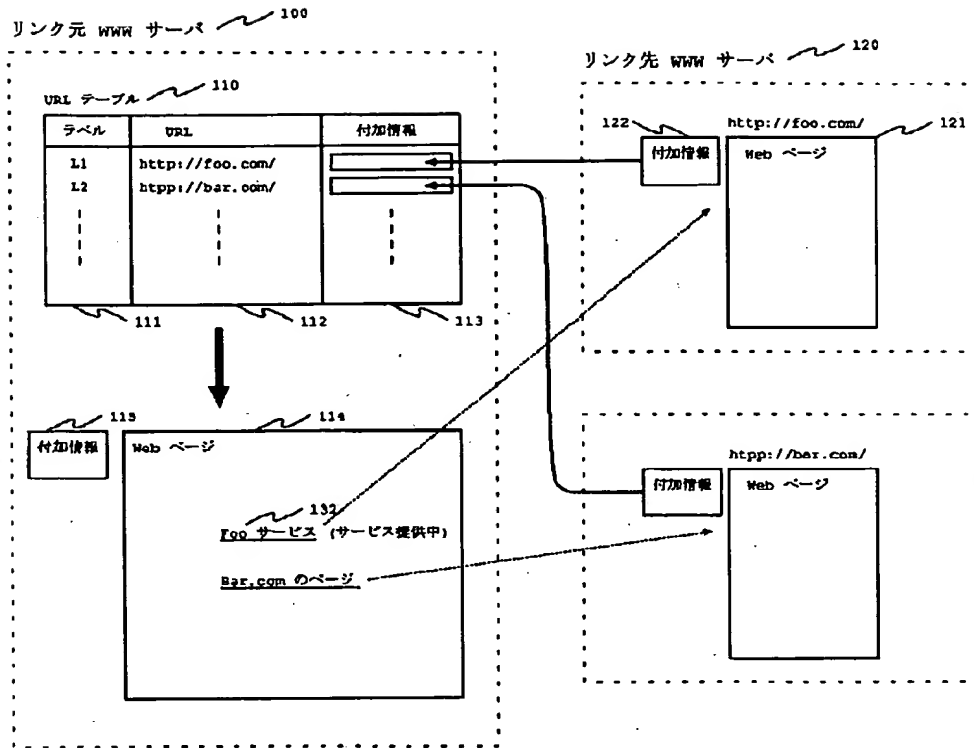 リンク元 WWW サーバ 100
URL テーブル 110
ラベル URL 付加情報
L1 http://foo.com/
L2 htpp://bar.com/
111 112 113
115
付加情報
114
Web ページ
132
Foo サービス (サービス提供中)
Bar.com のページ
リンク先 WWW サーバ 120
122 http://foo.com/ 121
付加情報
Web ページ
htpp://bar.com/
付加情報
Web ページ